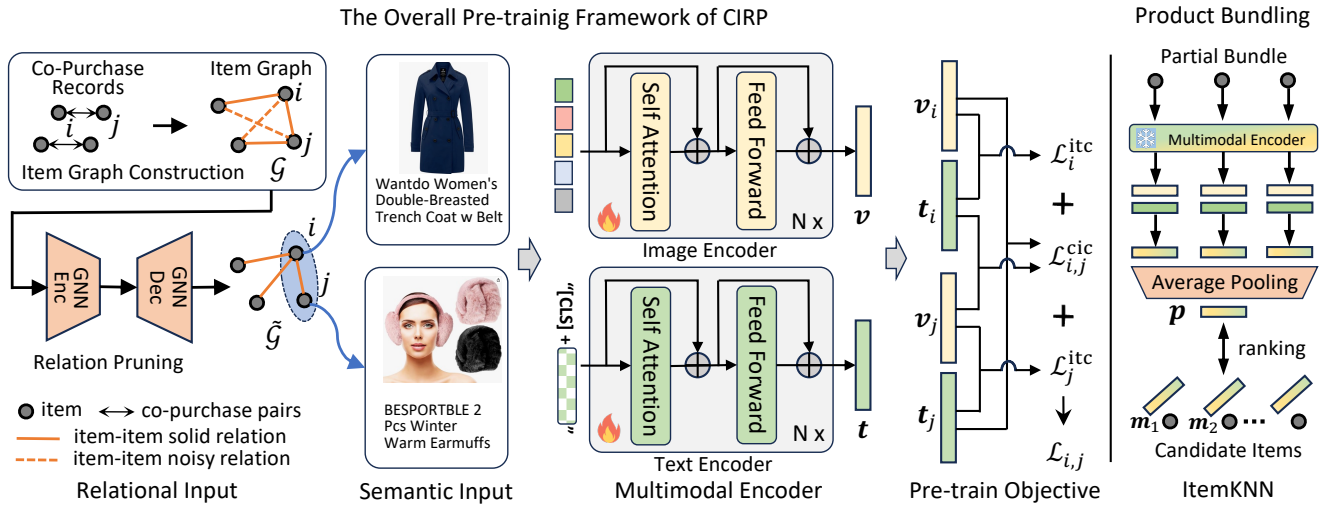 The Overall Pre-trainig Framework of CIRP
Product Bundling
Co-Purchase
Records
i
j
Item Graph
i
j
𝒢
Item Graph Construction
GNN
Enc
GNN
Dec
i
j
𝒢̃
Relation Pruning
item
co-purchase pairs
item-item solid relation
item-item noisy relation
Relational Input
Wantdo Women's
Double-Breasted
Trench Coat w Belt
BESPORTBLE 2
Pcs Winter
Warm Earmuffs
Semantic Input
Self Attention
Feed Forward
N x
v
Image Encoder
"[CLS] + "
Self Attention
Feed Forward
N x
t
Text Encoder
Multimodal Encoder
v_i
t_i
v_j
t_j
ℒ_i^itc
+
ℒ_{i,j}^cic
+
ℒ_j^itc
ℒ_{i,j}
Pre-train Objective
Partial Bundle
Multimodal Encoder
Average Pooling
p
ranking
m_1
m_2
...
Candidate Items
ItemKNN